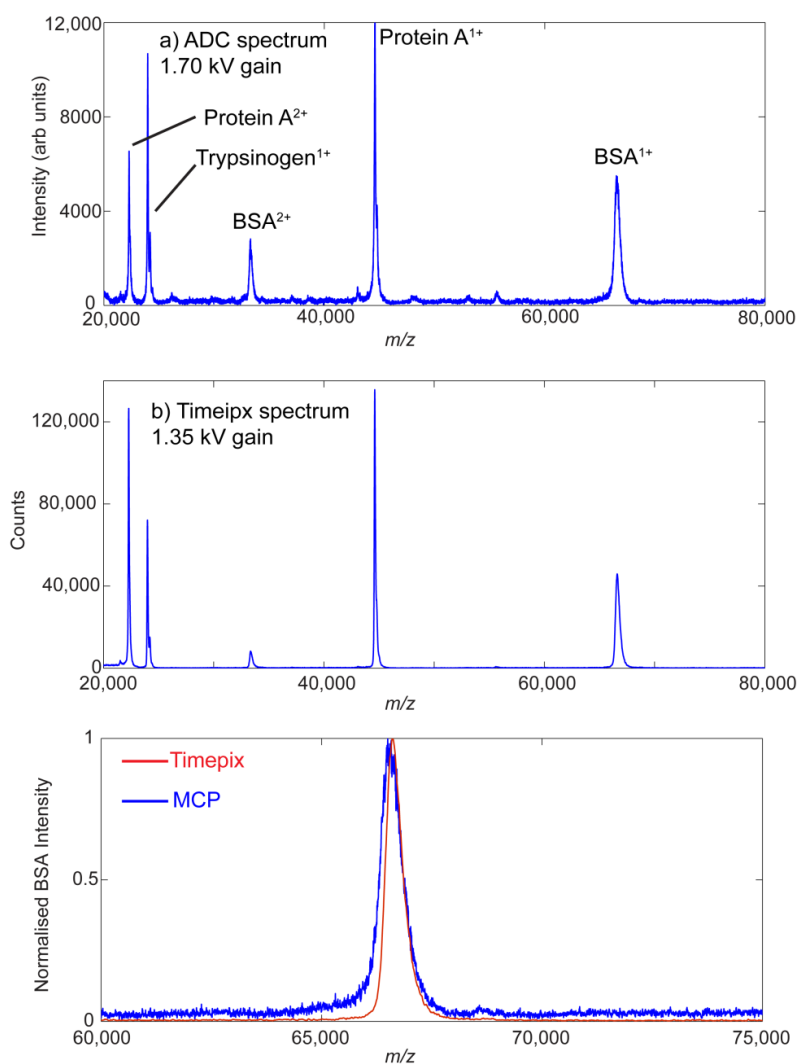 12,000
a) ADC spectrum
1.70 kV gain
Protein A1+
8000
Protein A2+
Trypsinogen1+
BSA1+
4000
BSA2+
Intensity (arb units)
0
20,000 40,000 60,000 80,000
m/z
b) Timeipx spectrum
1.35 kV gain
120,000
80,000
Counts
40,000
0
20,000 40,000 60,000 80,000
m/z
1
Timepix
MCP
0.5
Normalised BSA Intensity
0
60,000 65,000 70,000 75,000
m/z